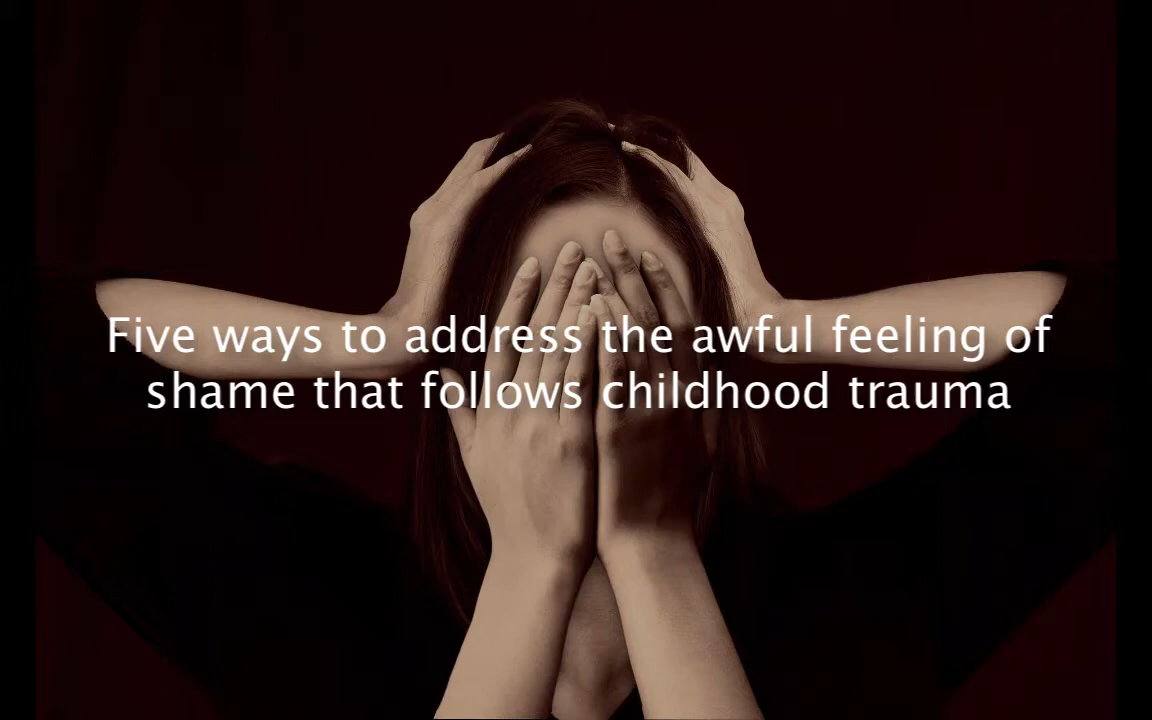 Five ways to address the awful feeling of
shame that follows childhood trauma